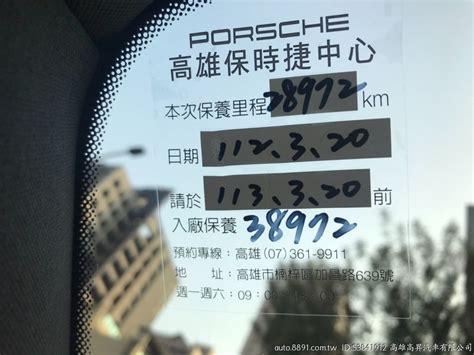 PORSCHE
高雄保時捷中心
本次保養里程 28972 km
日期 112.3.20
請於 113.3.20 前
入廠保養 38972
預約專線：高雄 (07) 361-9911
地 址：高雄市楠梓區加昌路639號
週一~週六：09：00
auto.8891.com.tw 高雄高昇汽車有限公司